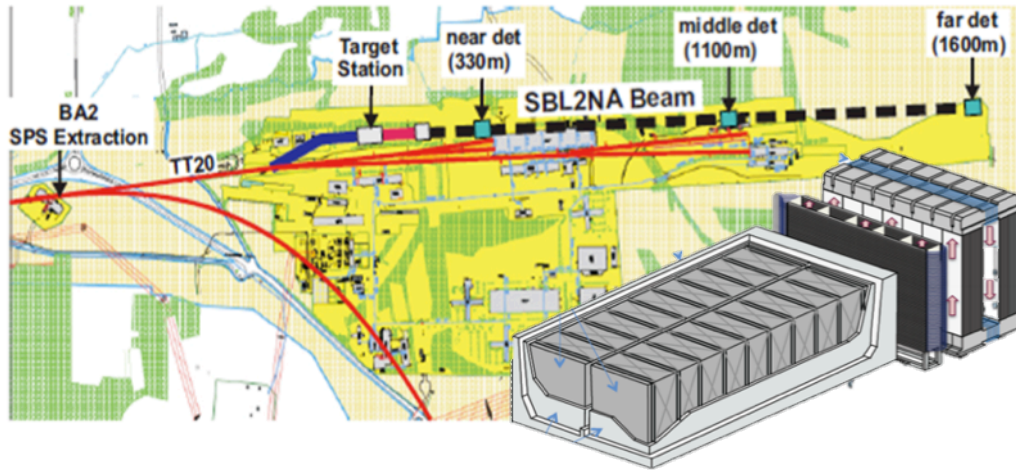 Target
Station
near det
(330m)
middle det
(1100m)
far det
(1600m)
SBL2NA Beam
BA2
SPS Extraction
TT20